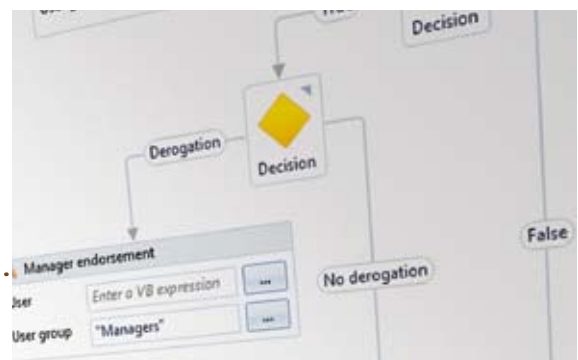 Decision
Decision
Derogation
False
Manager endorsement
No derogation
User
Enter a VB expression
...
User group
"Managers"
...